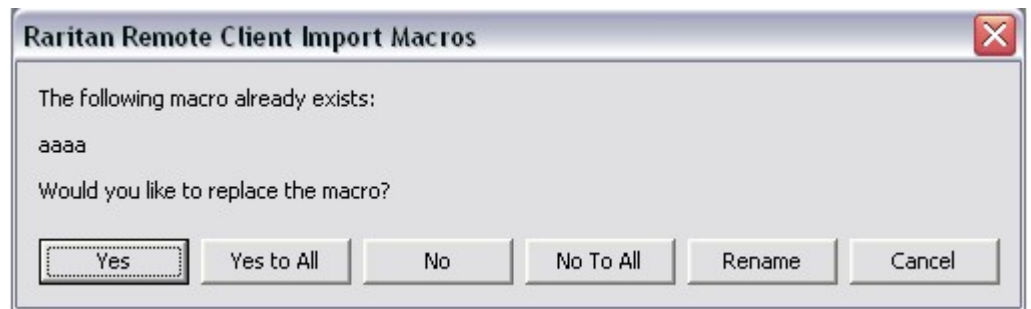 Raritan Remote Client Import Macros
The following macro already exists:
aaaa
Would you like to replace the macro?
Yes Yes to All No No To All Rename Cancel